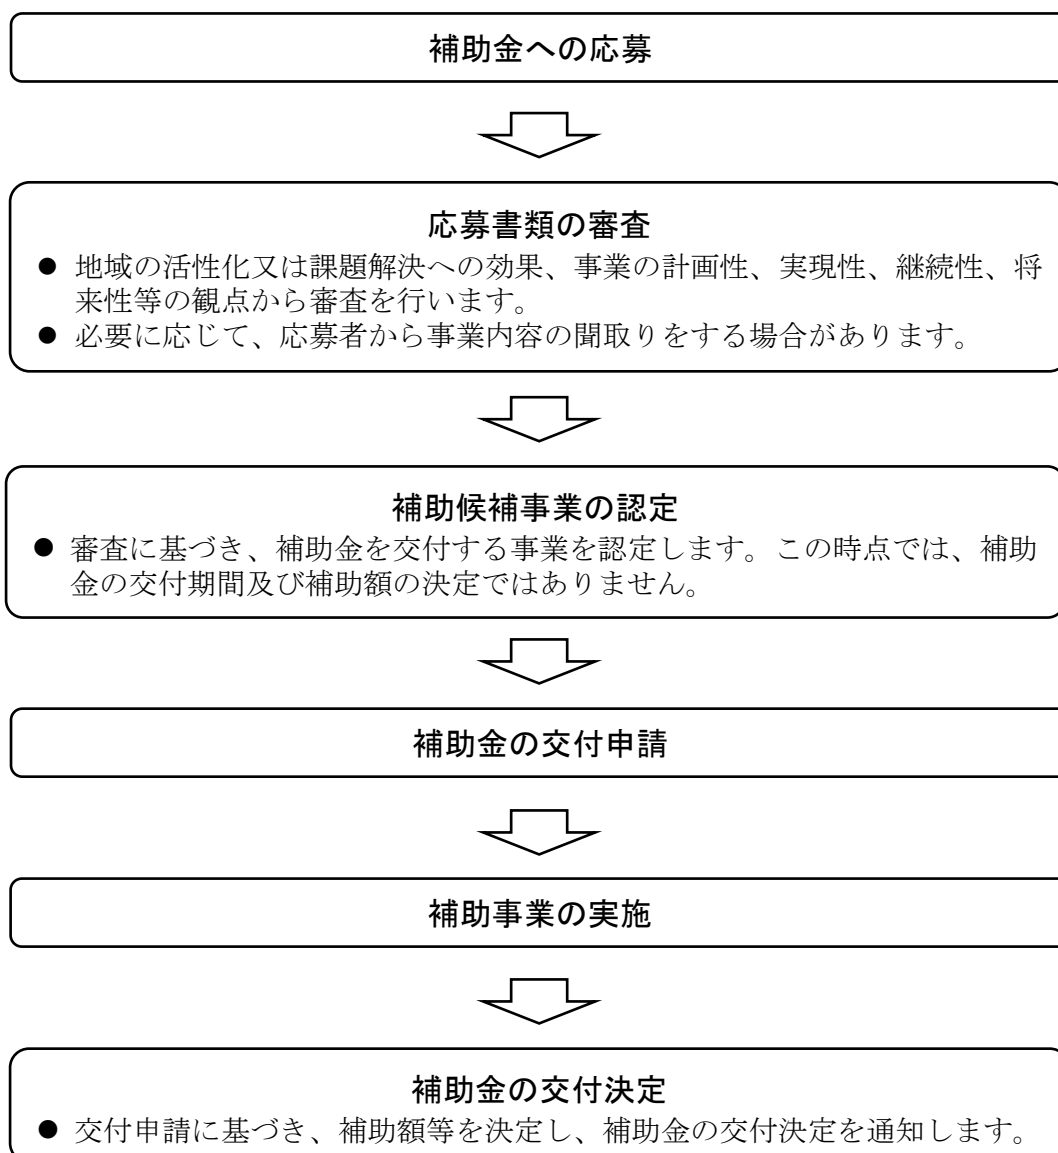 補助金への応募
応募書類の審査
● 地域の活性化又は課題解決への効果、事業の計画性、実現性、継続性、将
来性等の観点から審査を行います。
● 必要に応じて、応募者から事業内容の聞取りをする場合があります。
補助候補事業の認定
● 審査に基づき、補助金を交付する事業を認定します。この時点では、補助
金の交付期間及び補助額の決定ではありません。
補助金の交付申請
補助事業の実施
補助金の交付決定
● 交付申請に基づき、補助額等を決定し、補助金の交付決定を通知します。